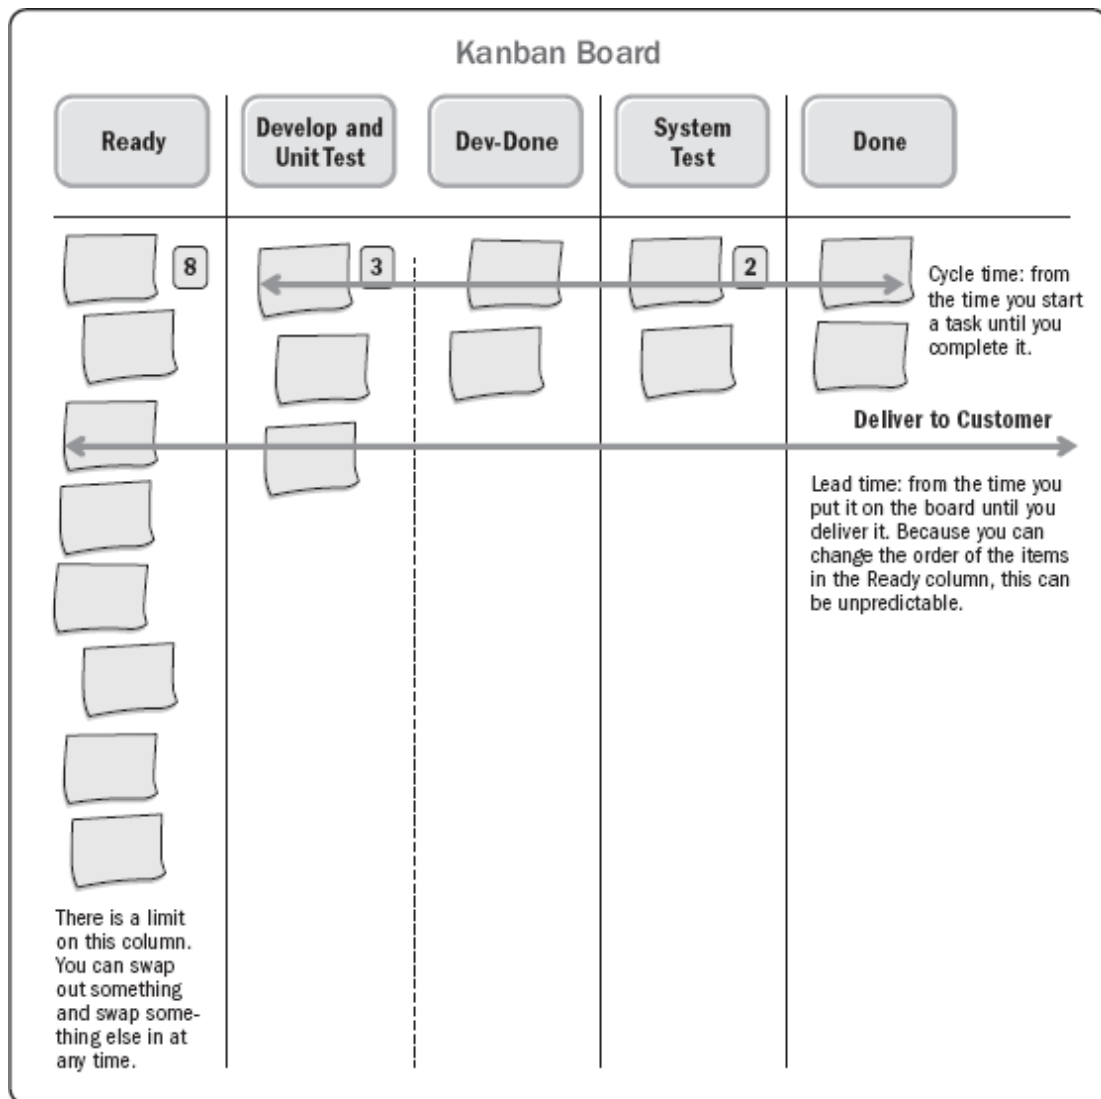 Kanban Board
Ready
Develop and
Unit Test
Dev-Done
System
Test
Done
8
3
2
Cycle time: from
the time you start
a task until you
complete it.
Deliver to Customer
Lead time: from the time you
put it on the board until you
deliver it. Because you can
change the order of the items
in the Ready column, this can
be unpredictable.
There is a limit
on this column.
You can swap
out something
and swap some-
thing else in at
any time.